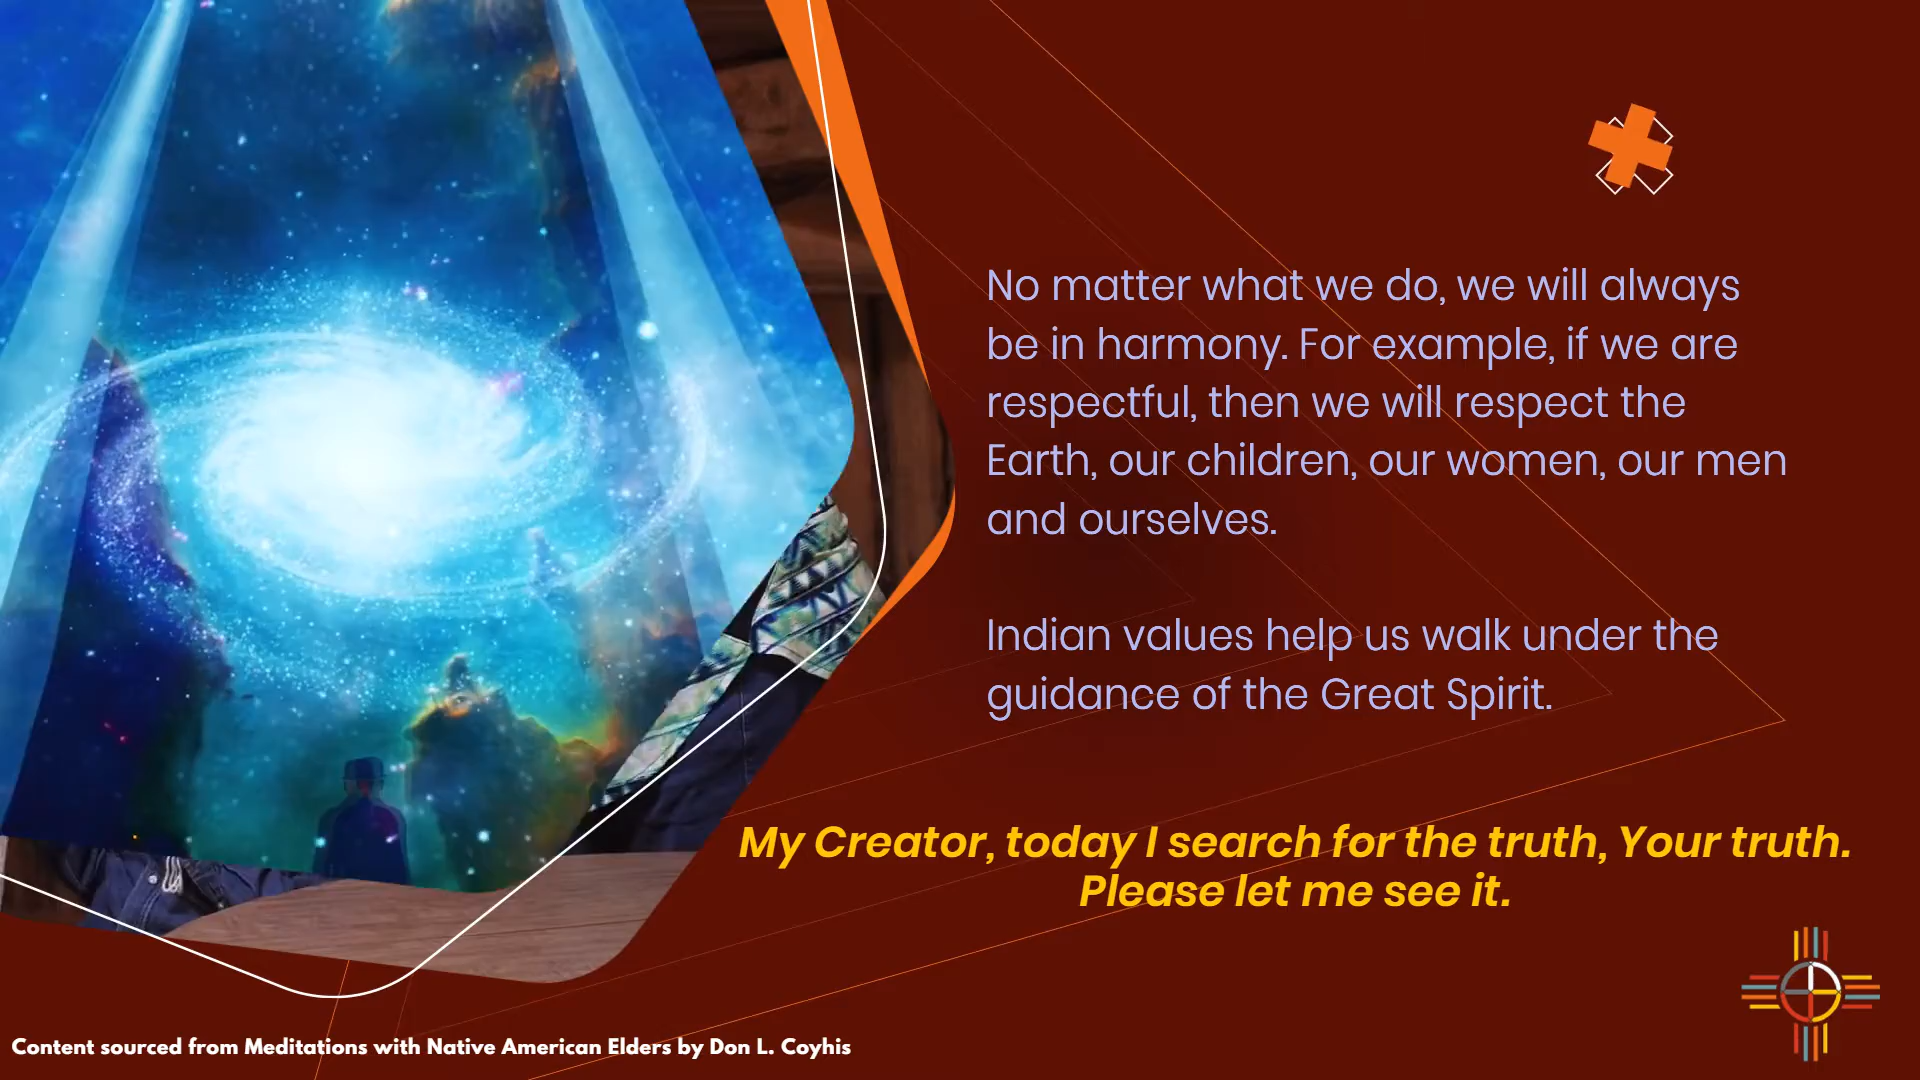 No matter what we do, we will always
be in harmony. For example, if we are
respectful, then we will respect the
Earth, our children, our women, our men
and ourselves.
Indian values help us walk under the
guidance of the Great Spirit.
My Creator, today I search for the truth, Your truth.
Please let me see it.
Content sourced from Meditations with Native American Elders by Don L. Coyhis